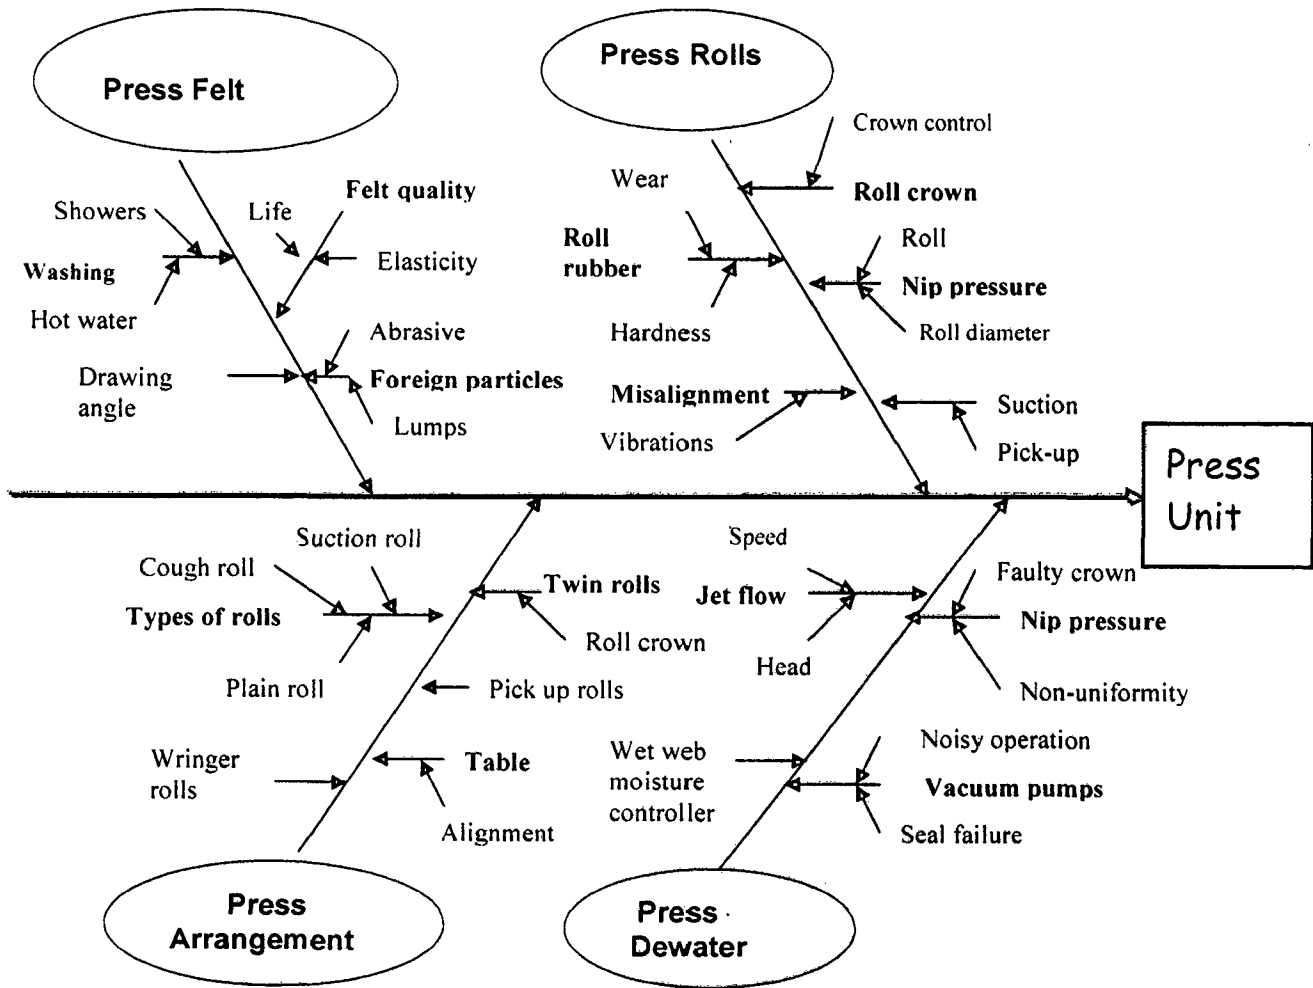 Press Felt
Press Rolls
Crown control
Wear
Felt quality
Roll crown
Showers
Life
Roll
rubber
Roll
Washing
Elasticity
Nip pressure
Hot water
Abrasive
Hardness
Roll diameter
Drawing
angle
Foreign particles
Misalignment
Suction
Lumps
Vibrations
Pick-up
Press
Unit
Suction roll
Speed
Cough roll
Twin rolls
Faulty crown
Types of rolls
Jet flow
Nip pressure
Roll crown
Head
Plain roll
Pick up rolls
Non-uniformity
Wringer
rolls
Table
Wet web
moisture
controller
Noisy operation
Vacuum pumps
Alignment
Seal failure
Press
Arrangement
Press
Dewater